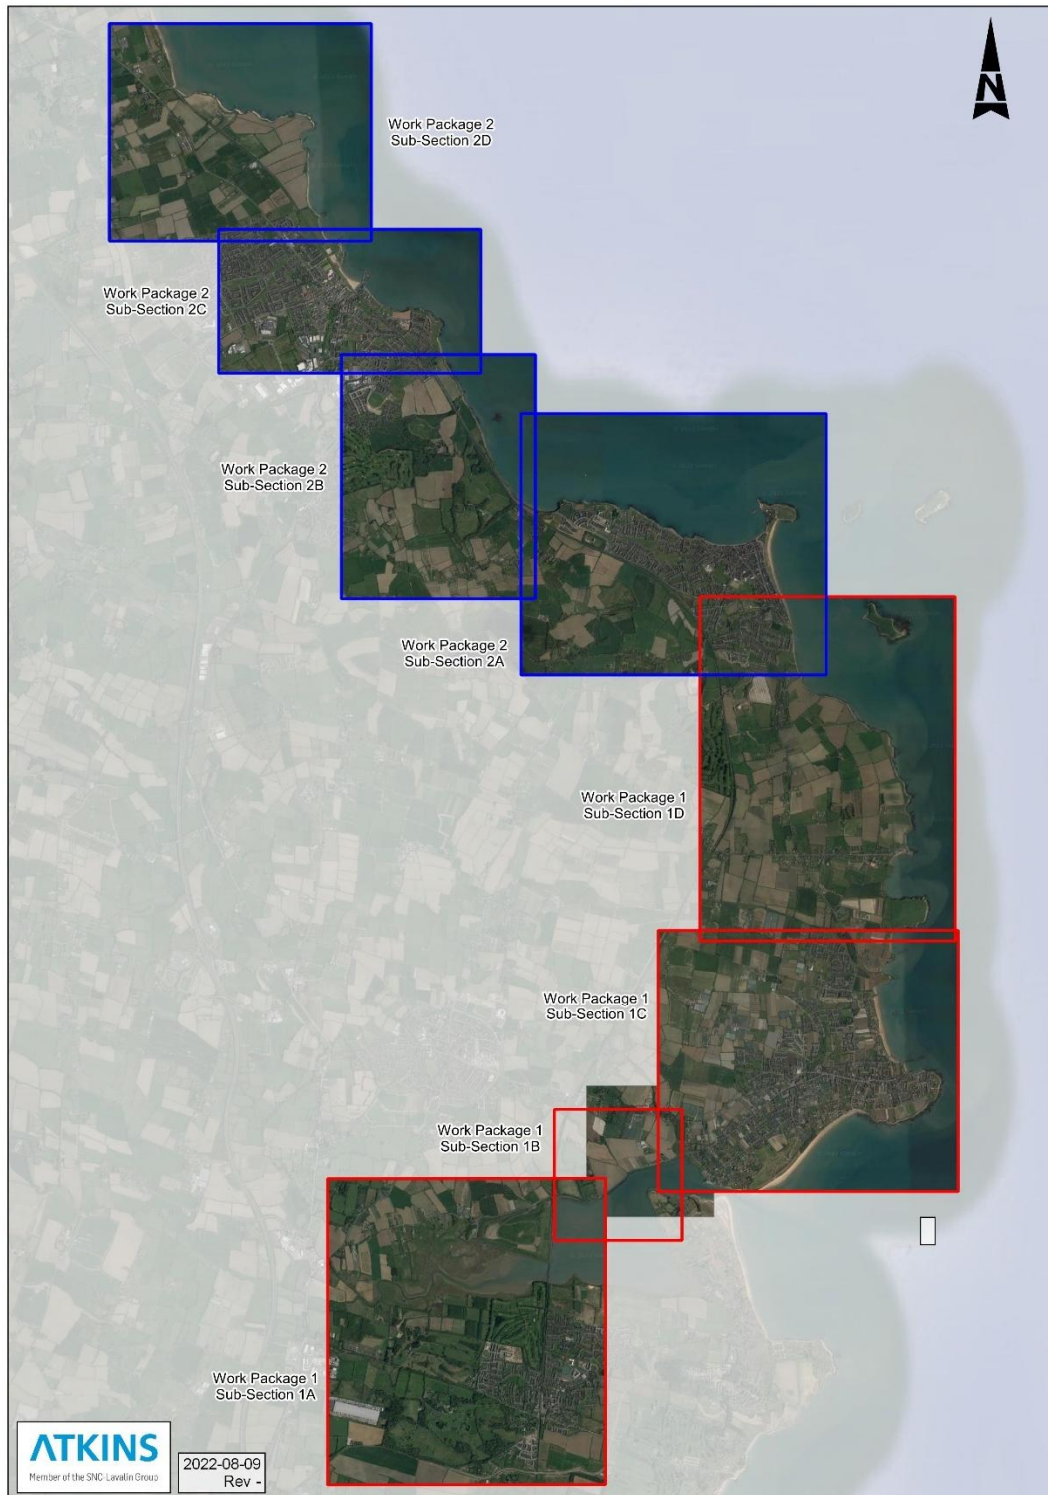 N
Work Package 2
Sub-Section 2D
Work Package 2
Sub-Section 2C
Work Package 2
Sub-Section 2B
Work Package 2
Sub-Section 2A
Work Package 1
Sub-Section 1D
Work Package 1
Sub-Section 1C
Work Package 1
Sub-Section 1B
Work Package 1
Sub-Section 1A
ATKINS
Member of the SNC-Lavalin Group
2022-08-09
Rev -